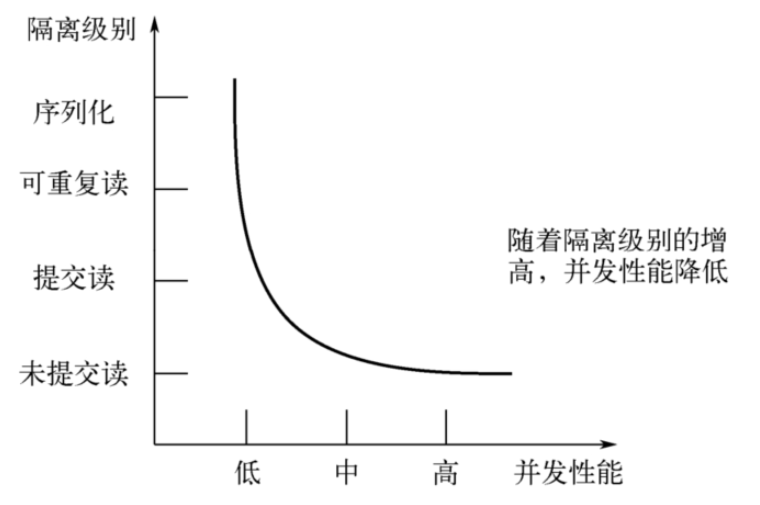 隔离级别
序列化
可重复读
提交读
未提交读
随着隔离级别的增
高，并发性能降低
低
中
高
并发性能